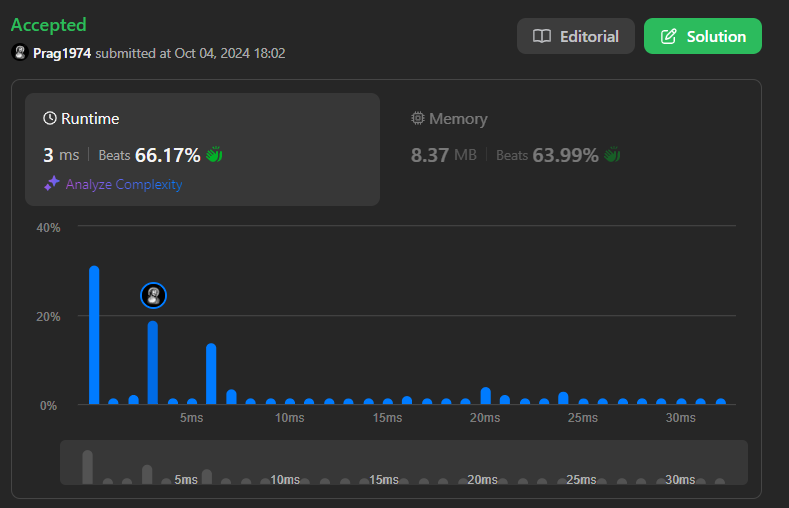 Accepted
Editorial
Solution
Prag1974 submitted at Oct 04, 2024 18:02
Runtime
3 ms | Beats 66.17%
Analyze Complexity
Memory
8.37 MB | Beats 63.99%
40%
20%
0%
5ms 10ms 15ms 20ms 25ms 30ms
5ms 10ms 15ms 20ms 25ms 30ms